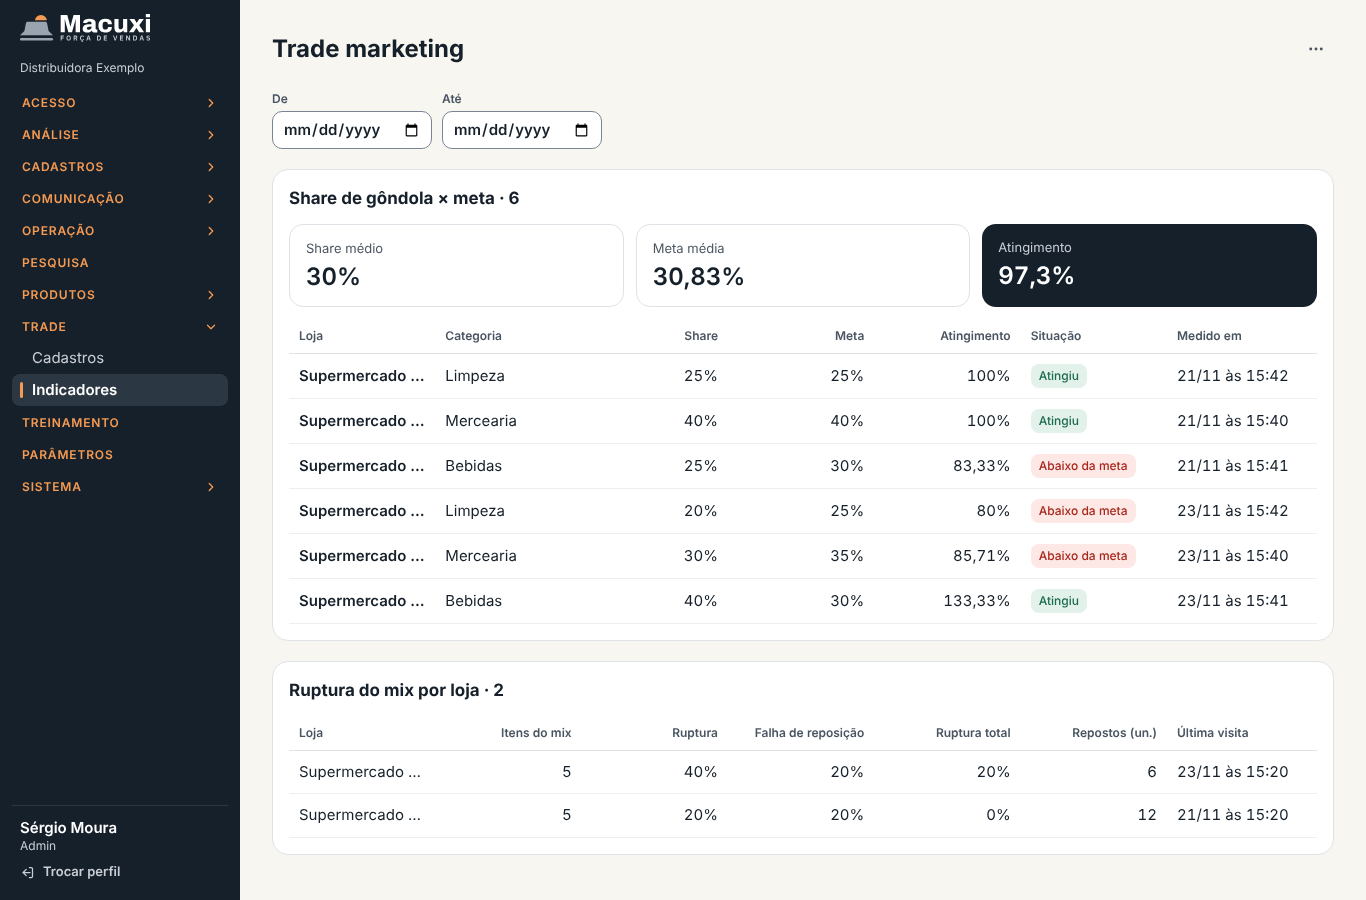 Macuxi
FORÇA DE VENDAS
Distribuidora Exemplo
ACESSO
ANÁLISE
CADASTROS
COMUNICAÇÃO
OPERAÇÃO
PESQUISA
PRODUTOS
TRADE
Cadastros
Indicadores
TREINAMENTO
PARÂMETROS
SISTEMA
Sérgio Moura
Admin
Trocar perfil
Trade marketing
De Até
mm/dd/yyyy mm/dd/yyyy
Share de gôndola × meta · 6
Share médio Meta média Atingimento
30% 30,83% 97,3%
Loja Categoria Share Meta Atingimento Situação Medido em
Supermercado ... Limpeza 25% 25% 100% Atingiu 21/11 às 15:42
Supermercado ... Mercearia 40% 40% 100% Atingiu 21/11 às 15:40
Supermercado ... Bebidas 25% 30% 83,33% Abaixo da meta 21/11 às 15:41
Supermercado ... Limpeza 20% 25% 80% Abaixo da meta 23/11 às 15:42
Supermercado ... Mercearia 30% 35% 85,71% Abaixo da meta 23/11 às 15:40
Supermercado ... Bebidas 40% 30% 133,33% Atingiu 23/11 às 15:41
Ruptura do mix por loja · 2
Loja Itens do mix Ruptura Falha de reposição Ruptura total Repostos (un.) Última visita
Supermercado ... 5 40% 20% 20% 6 23/11 às 15:20
Supermercado ... 5 20% 20% 0% 12 21/11 às 15:20